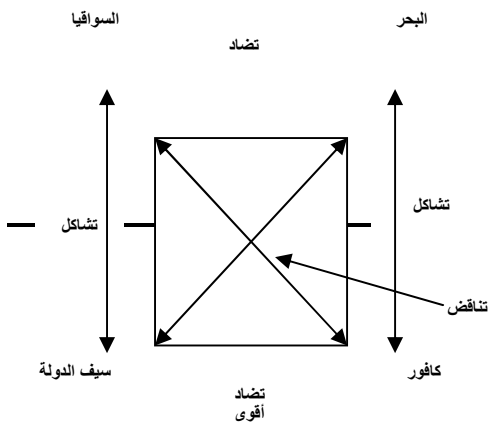 البحر
السواقيا
تضاد
تشاكل
تشاكل
تناقض
كافور
سيف الدولة
تضاد
أقوى